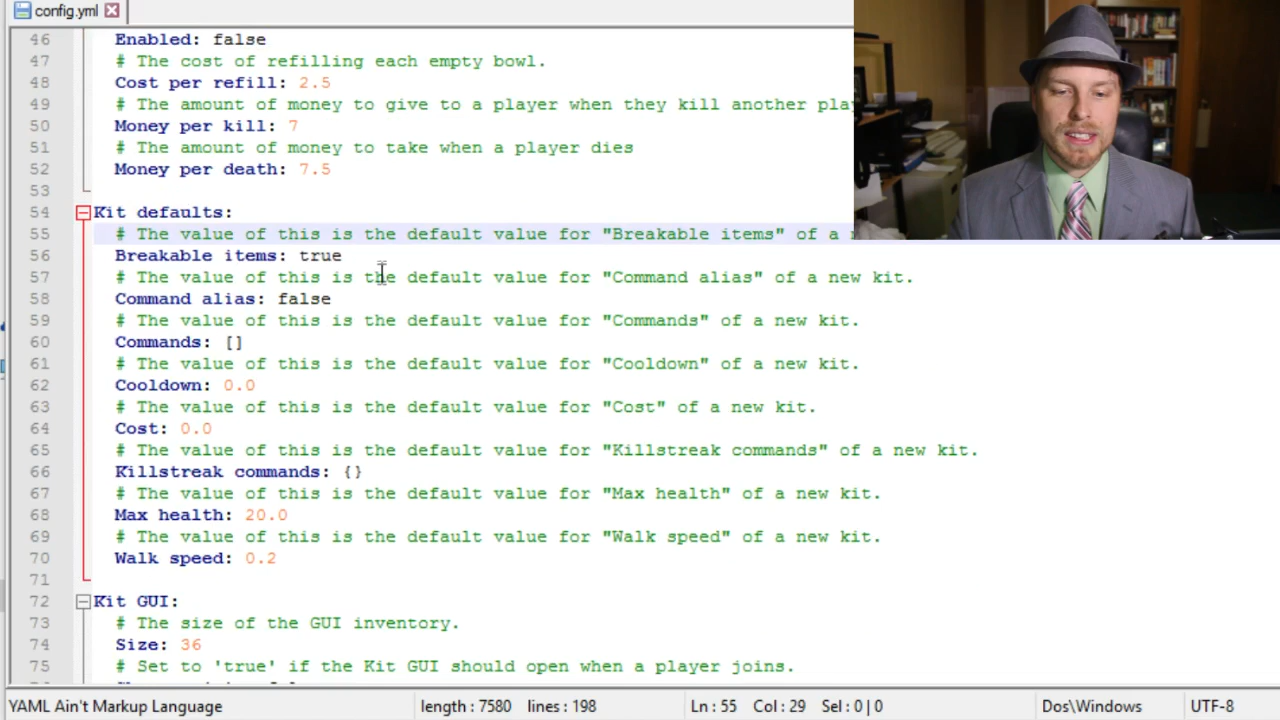 config.yml
46 Enabled: false
47 # The cost of refilling each empty bowl.
48 Cost per refill: 2.5
49 # The amount of money to give to a player when they kill another
50 Money per kill: 7
51 # The amount of money to take when a player dies
52 Money per death: 7.5
53
54 Kit defaults:
55 # The value of this is the default value for "Breakable items" of a
56 Breakable items: true
57 # The value of this is the default value for "Command alias" of a new kit.
58 Command alias: false
59 # The value of this is the default value for "Commands" of a new kit.
60 Commands: []
61 # The value of this is the default value for "Cooldown" of a new kit.
62 Cooldown: 0.0
63 # The value of this is the default value for "Cost" of a new kit.
64 Cost: 0.0
65 # The value of this is the default value for "Killstreak commands" of a new kit.
66 Killstreak commands: {}
67 # The value of this is the default value for "Max health" of a new kit.
68 Max health: 20.0
69 # The value of this is the default value for "Walk speed" of a new kit.
70 Walk speed: 0.2
71
72 Kit GUI:
73 # The size of the GUI inventory.
74 Size: 36
75 # Set to 'true' if the Kit GUI should open when a player joins.
YAML Ain't Markup Language length : 7580 lines : 198 Ln : 55 Col : 29 Sel : 0 | 0 Dos\Windows UTF-8